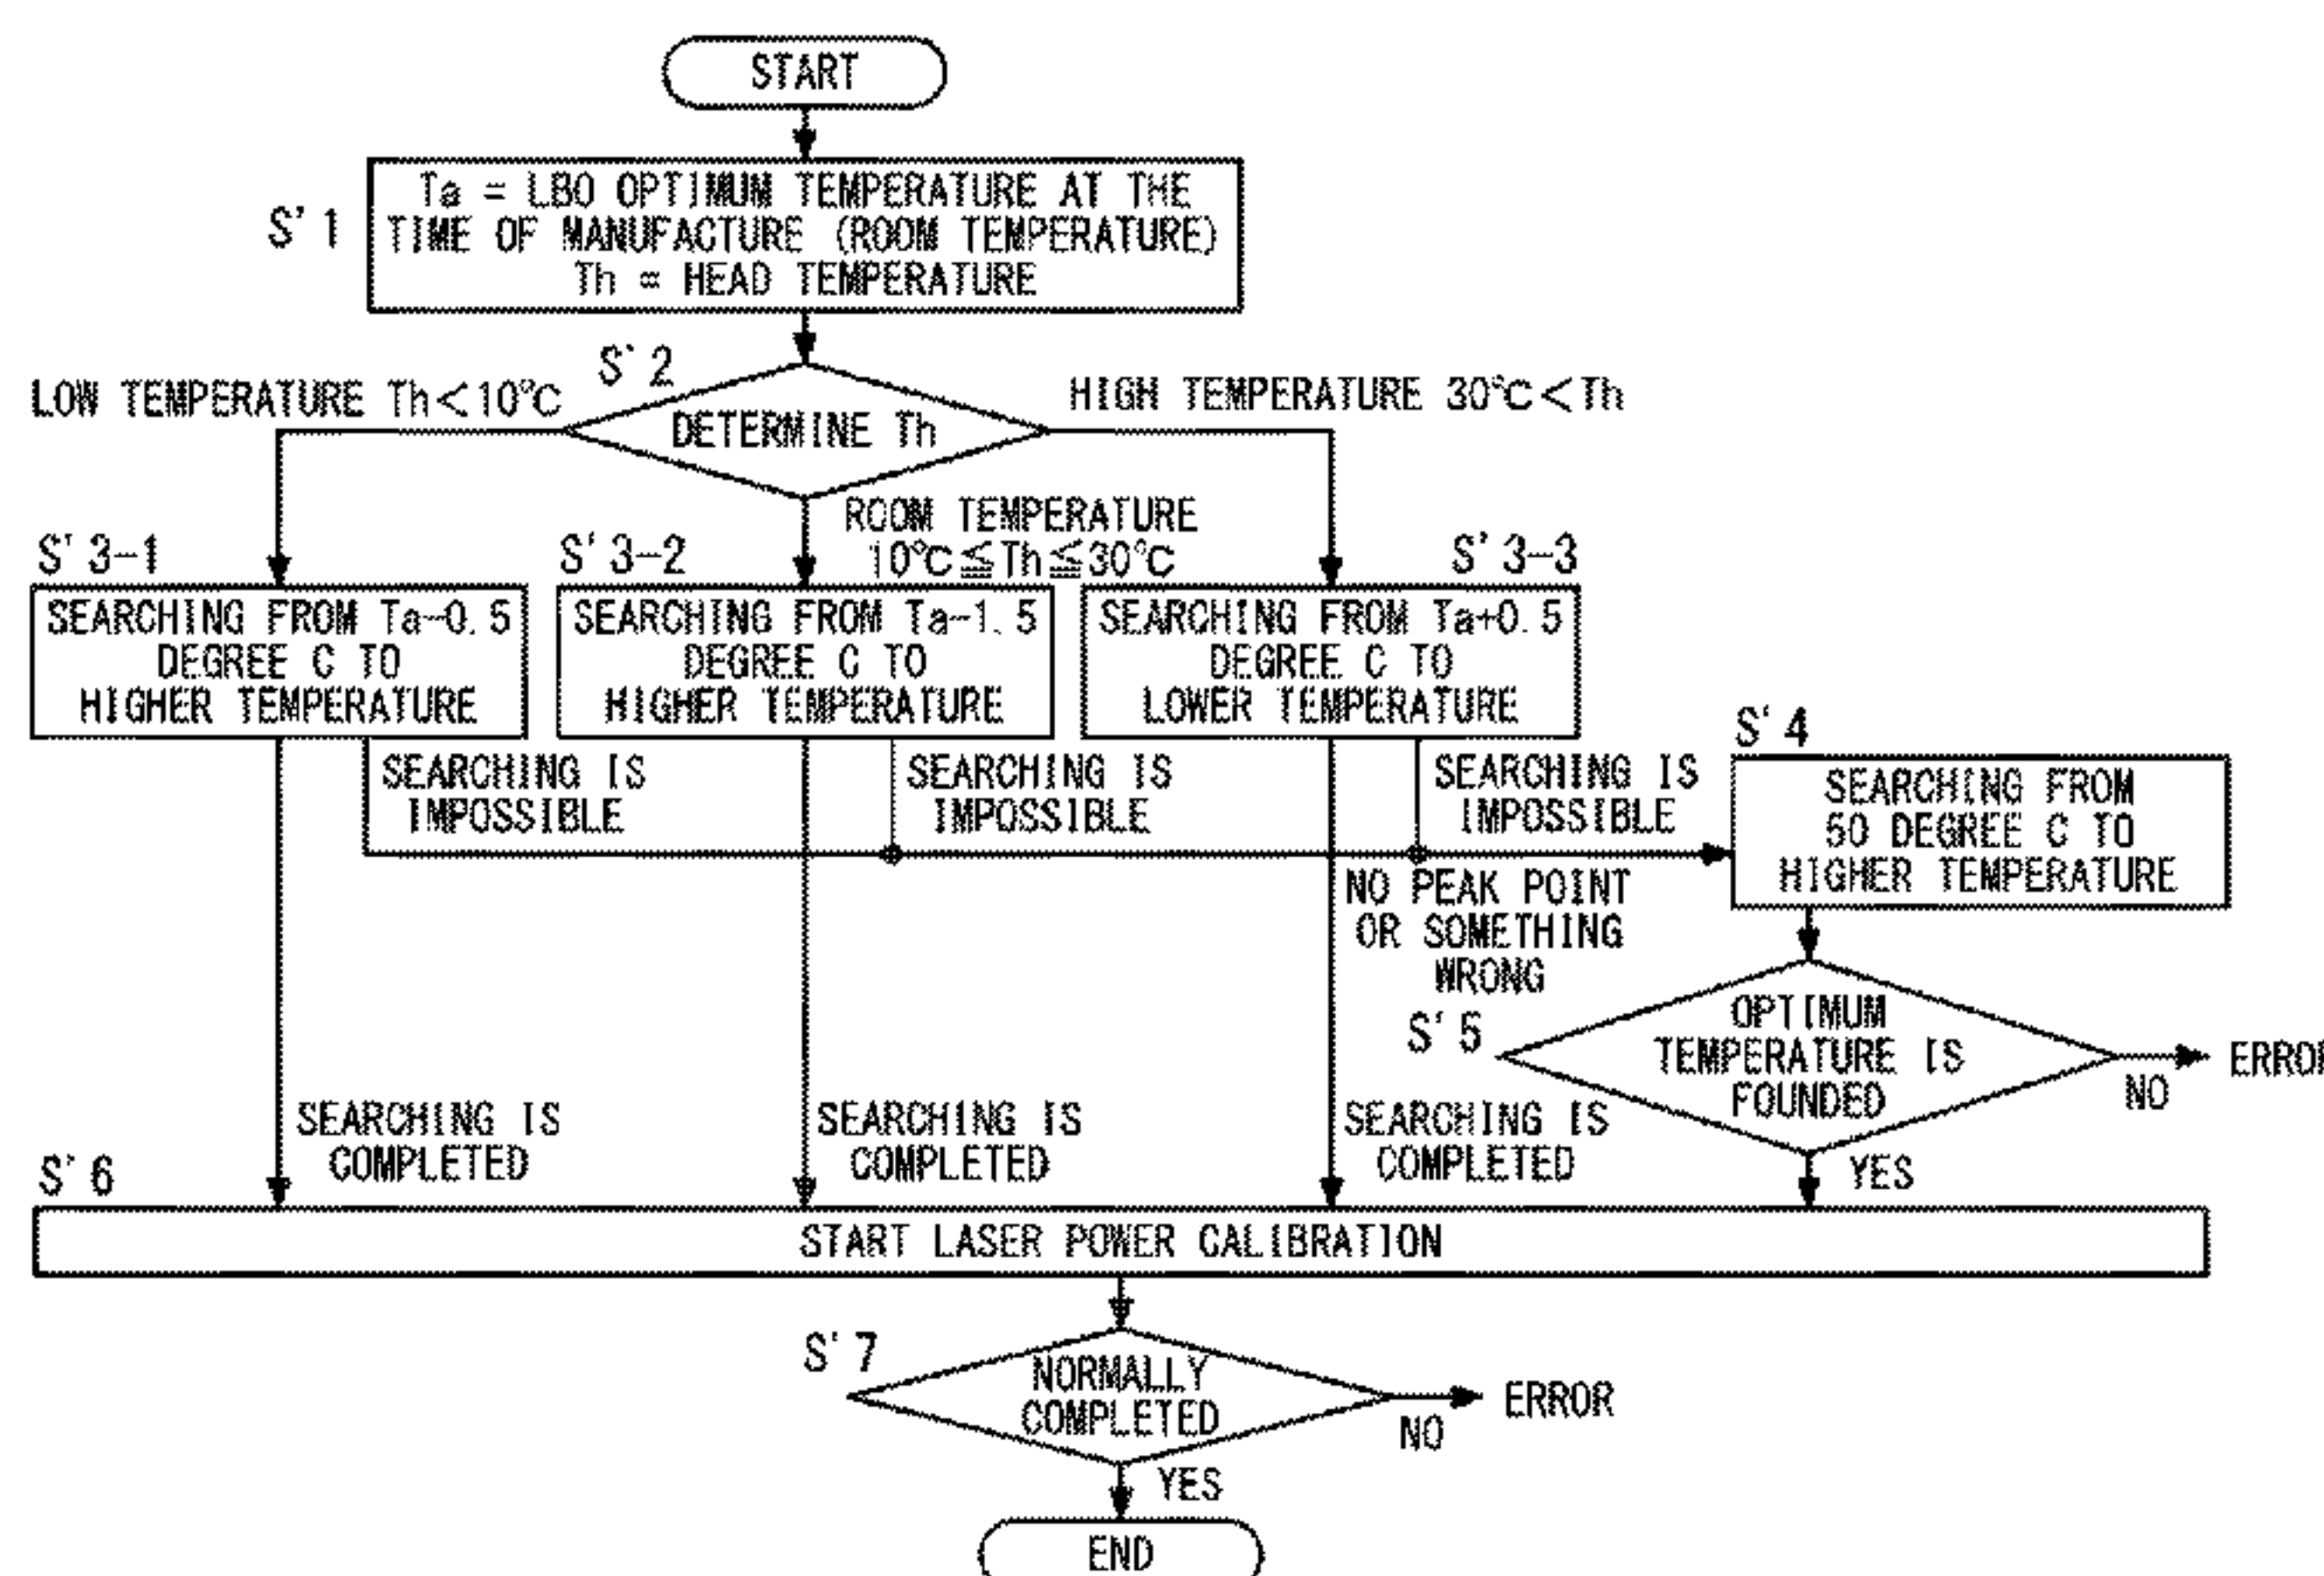 START
S'1
Ta = LBO OPTIMUM TEMPERATURE AT THE
TIME OF MANUFACTURE (ROOM TEMPERATURE)
Th = HEAD TEMPERATURE
S'2
LOW TEMPERATURE Th<10°C
DETERMINE Th
HIGH TEMPERATURE 30°C<Th
ROOM TEMPERATURE
10°C≦Th≦30°C
S'3-1
SEARCHING FROM Ta-0.5
DEGREE C TO
HIGHER TEMPERATURE
S'3-2
SEARCHING FROM Ta-1.5
DEGREE C TO
HIGHER TEMPERATURE
S'3-3
SEARCHING FROM Ta+0.5
DEGREE C TO
LOWER TEMPERATURE
SEARCHING IS
IMPOSSIBLE
SEARCHING IS
IMPOSSIBLE
SEARCHING IS
IMPOSSIBLE
S'4
SEARCHING FROM
50 DEGREE C TO
HIGHER TEMPERATURE
NO PEAK POINT
OR SOMETHING
WRONG
S'5
OPTIMUM
TEMPERATURE IS
FOUNDED
NO
ERROR
YES
SEARCHING IS
COMPLETED
SEARCHING IS
COMPLETED
SEARCHING IS
COMPLETED
S'6
START LASER POWER CALIBRATION
S'7
NORMALLY
COMPLETED
NO
ERROR
YES
END